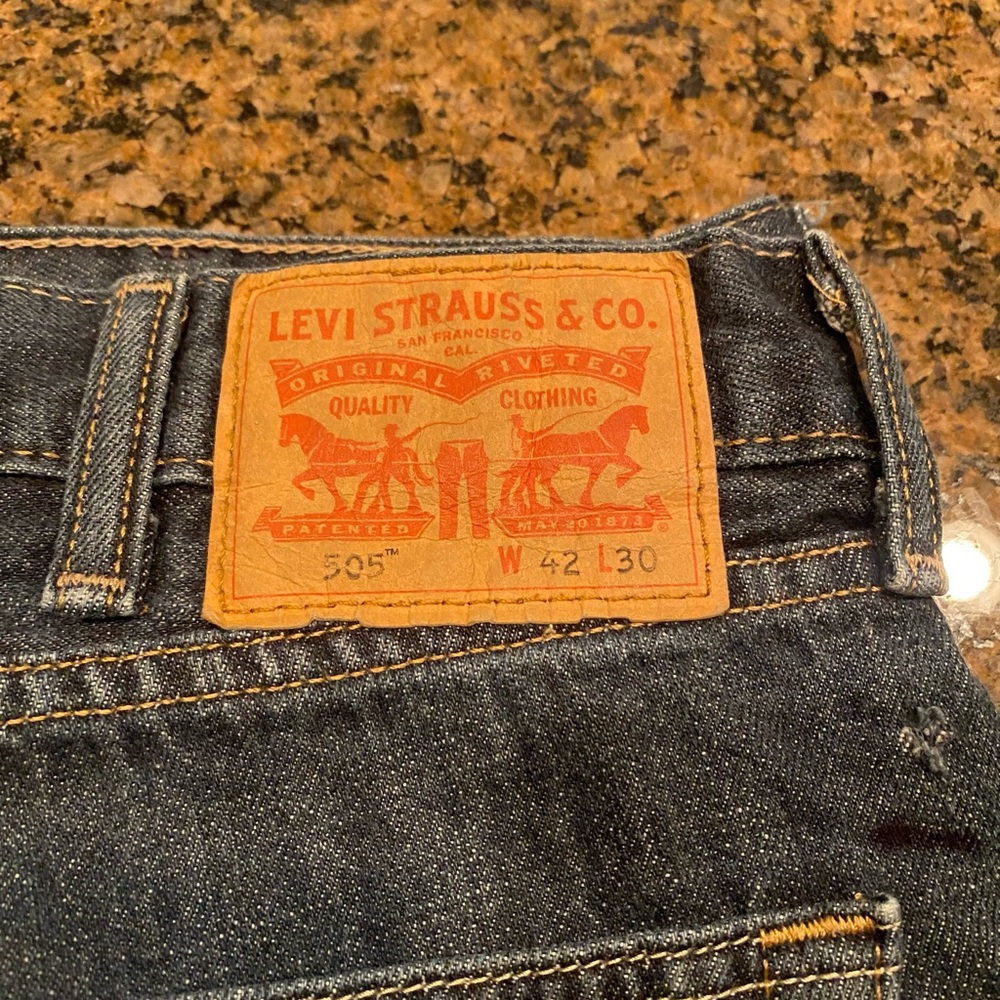 LEVI STRAUSS & CO.
SAN FRANCISCO
CAL.
ORIGINAL RIVETED
QUALITY CLOTHING
PATENTED MAY 20 1873 ®
505™ W 42 L30